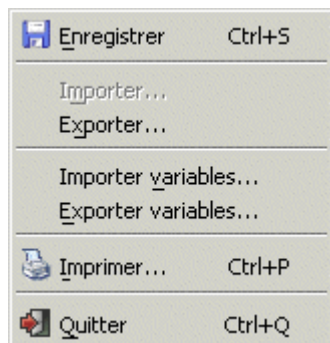 Enregistrer Ctrl+S
Importer...
Exporter...
Importer variables...
Exporter variables...
Imprimer... Ctrl+P
Quitter Ctrl+Q